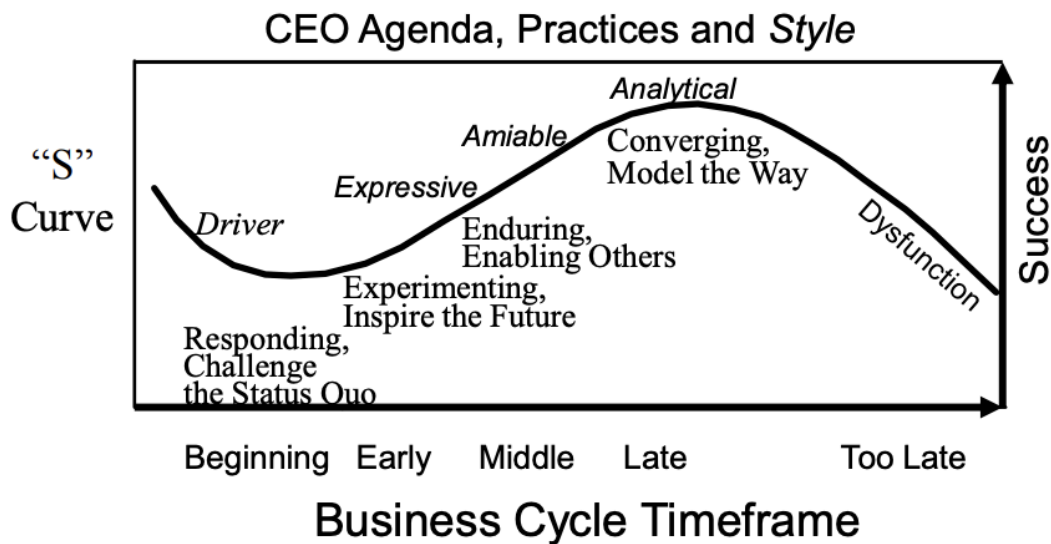 CEO Agenda, Practices and Style
Analytical
Amiable
Converging,
Model the Way
“S”
Curve
Expressive
Driver
Enduring,
Enabling Others
Dysfunction
Success
Experimenting,
Inspire the Future
Responding,
Challenge
the Status Quo
Beginning Early Middle Late Too Late
Business Cycle Timeframe